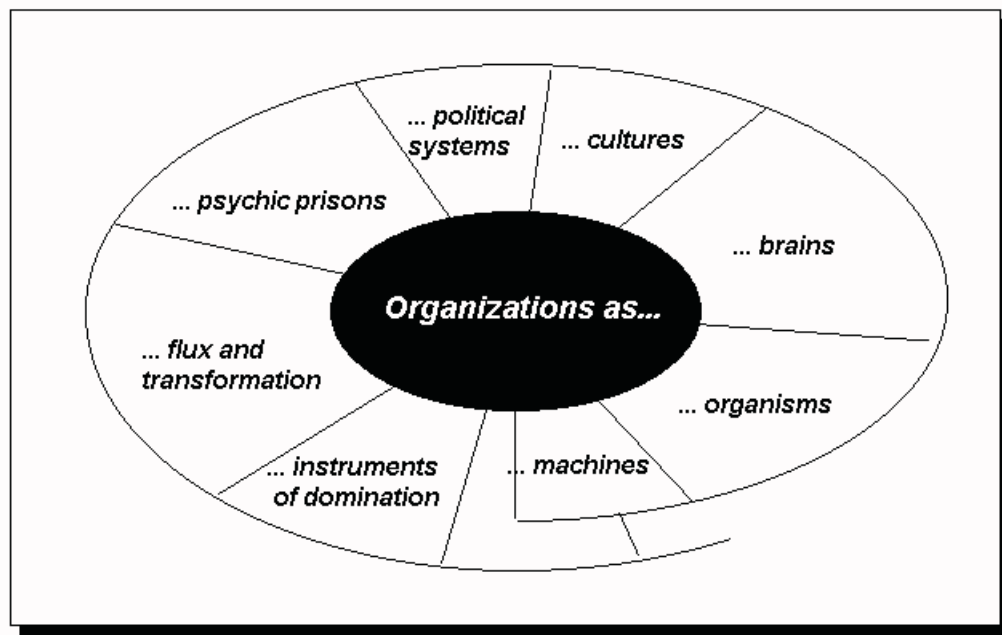 ... political
systems
... cultures
... psychic prisons
... brains
Organizations as...
... flux and
transformation
... organisms
... instruments
of domination
... machines